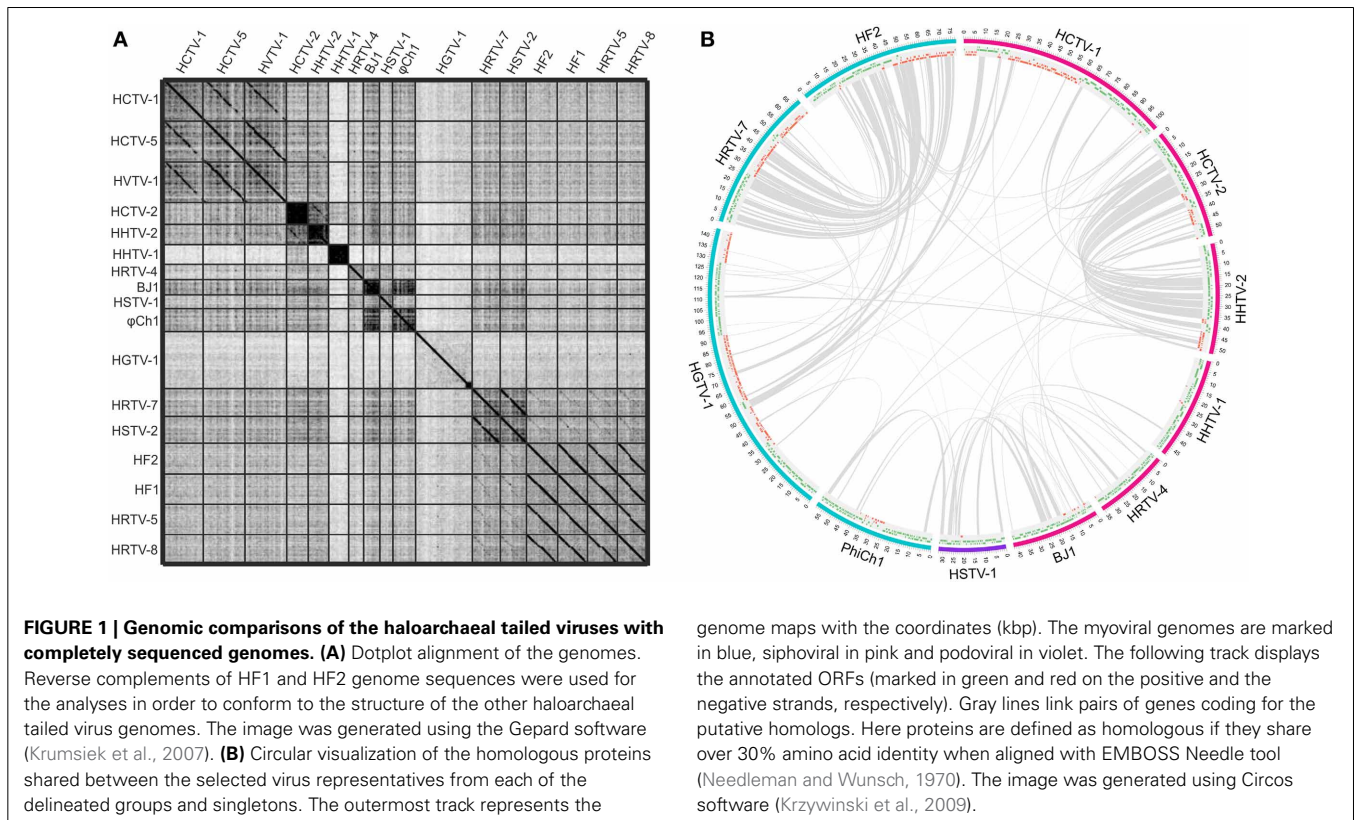 A
HCTV-1
HCTV-5
HVTV-1
HCTV-2
HHTV-2
HHTV-1
HRTV-4
BJ1
HSTV-1
φCh1
HGTV-1
HRTV-7
HSTV-2
HF2
HF1
HRTV-5
HRTV-8
HCTV-1
HCTV-5
HVTV-1
HCTV-2
HHTV-2
HHTV-1
HRTV-4
BJ1
HSTV-1
φCh1
HGTV-1
HRTV-7
HSTV-2
HF2
HF1
HRTV-5
HRTV-8
B
HF2
HCTV-1
HCTV-2
HHTV-2
HHTV-1
HRTV-4
BJ1
HSTV-1
PhiCh1
HGTV-1
HRTV-7
FIGURE 1 | Genomic comparisons of the haloarchaeal tailed viruses with
completely sequenced genomes. (A) Dotplot alignment of the genomes.
Reverse complements of HF1 and HF2 genome sequences were used for
the analyses in order to conform to the structure of the other haloarchaeal
tailed virus genomes. The image was generated using the Gepard software
(Krumsiek et al., 2007). (B) Circular visualization of the homologous proteins
shared between the selected virus representatives from each of the
delineated groups and singletons. The outermost track represents the
genome maps with the coordinates (kbp). The myoviral genomes are marked
in blue, siphoviral in pink and podoviral in violet. The following track displays
the annotated ORFs (marked in green and red on the positive and the
negative strands, respectively). Gray lines link pairs of genes coding for the
putative homologs. Here proteins are defined as homologous if they share
over 30% amino acid identity when aligned with EMBOSS Needle tool
(Needleman and Wunsch, 1970). The image was generated using Circos
software (Krzywinski et al., 2009).